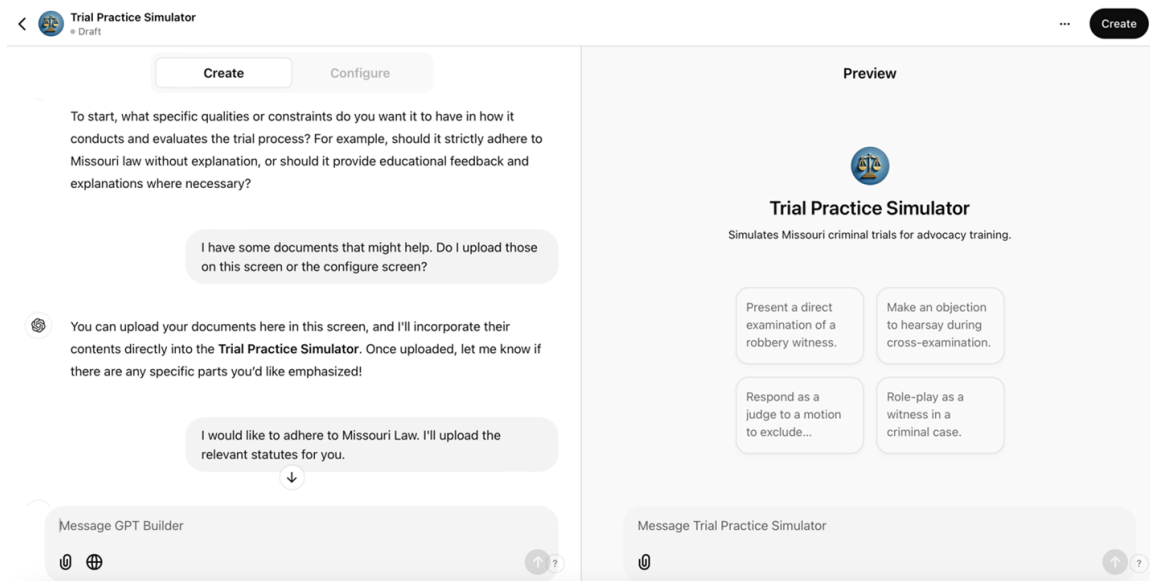 Trial Practice Simulator
Draft
Create
Create
Configure
To start, what specific qualities or constraints do you want it to have in how it
conducts and evaluates the trial process? For example, should it strictly adhere to
Missouri law without explanation, or should it provide educational feedback and
explanations where necessary?
I have some documents that might help. Do I upload those
on this screen or the configure screen?
You can upload your documents here in this screen, and I'll incorporate their
contents directly into the Trial Practice Simulator. Once uploaded, let me know if
there are any specific parts you'd like emphasized!
I would like to adhere to Missouri Law. I'll upload the
relevant statutes for you.
Message GPT Builder
?
Preview
Trial Practice Simulator
Simulates Missouri criminal trials for advocacy training.
Present a direct
examination of a
robbery witness.
Make an objection
to hearsay during
cross-examination.
Respond as a
judge to a motion
to exclude...
Role-play as a
witness in a
criminal case.
Message Trial Practice Simulator
?